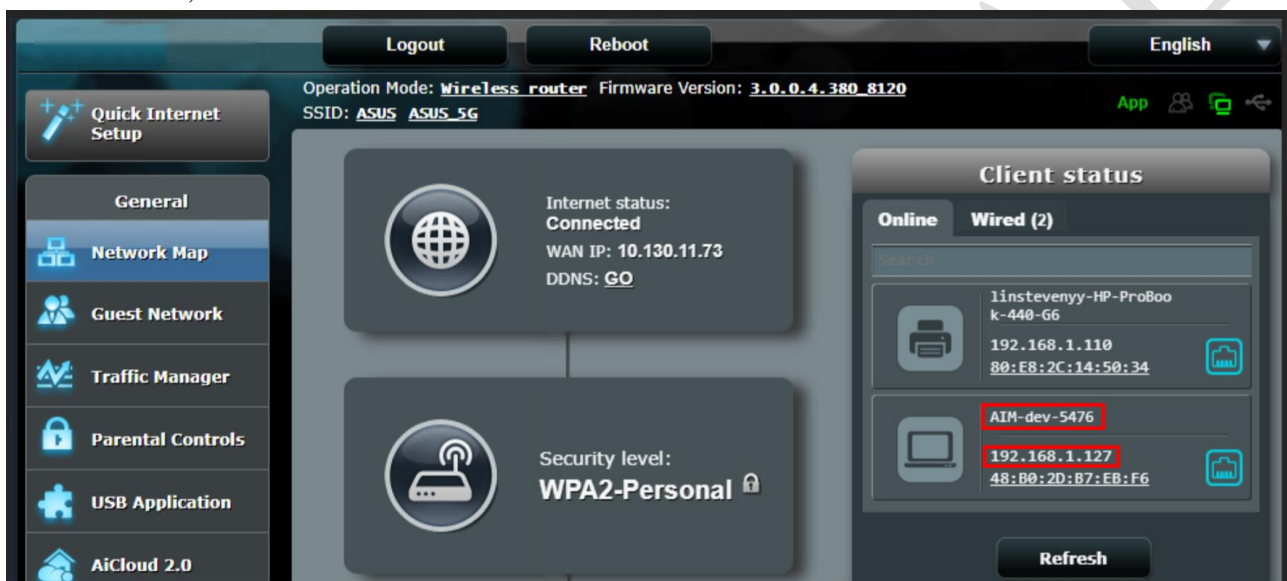 Logout
Reboot
English
Operation Mode: Wireless router Firmware Version: 3.0.0.4.380_8120
SSID: ASUS ASUS_5G
App
Quick Internet
Setup
General
Network Map
Guest Network
Traffic Manager
Parental Controls
USB Application
AiCloud 2.0
Internet status:
Connected
WAN IP: 10.130.11.73
DDNS: GO
Security level:
WPA2-Personal
Client status
Online
Wired (2)
Search
linstevenyy-HP-ProBoo
k-440-G6
192.168.1.110
80:E8:2C:14:50:34
AIM-dev-5476
192.168.1.127
48:B0:2D:B7:EB:F6
Refresh